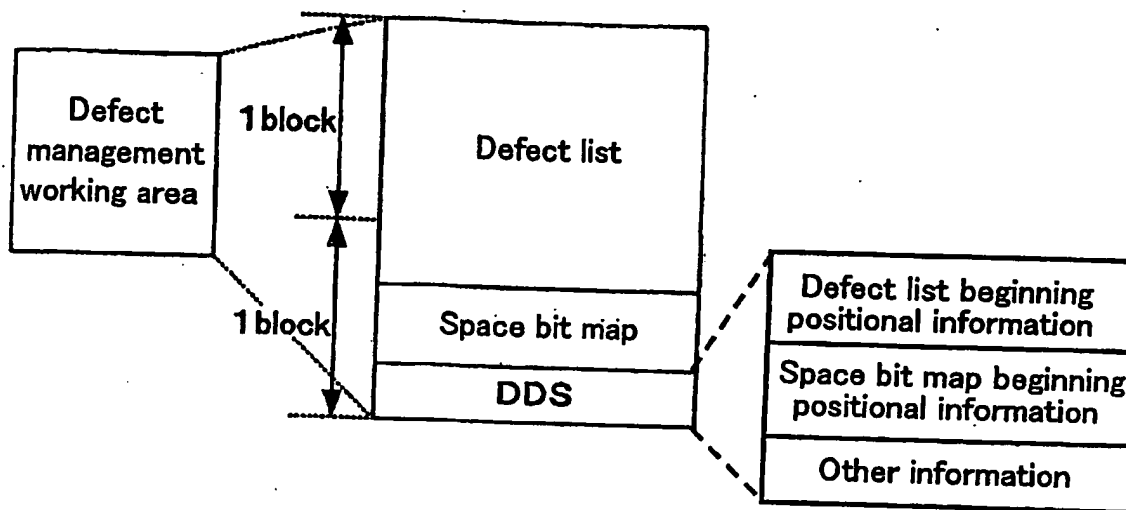 Defect
management
working area
1 block
1 block
Defect list
Space bit map
DDS
Defect list beginning
positional information
Space bit map beginning
positional information
Other information